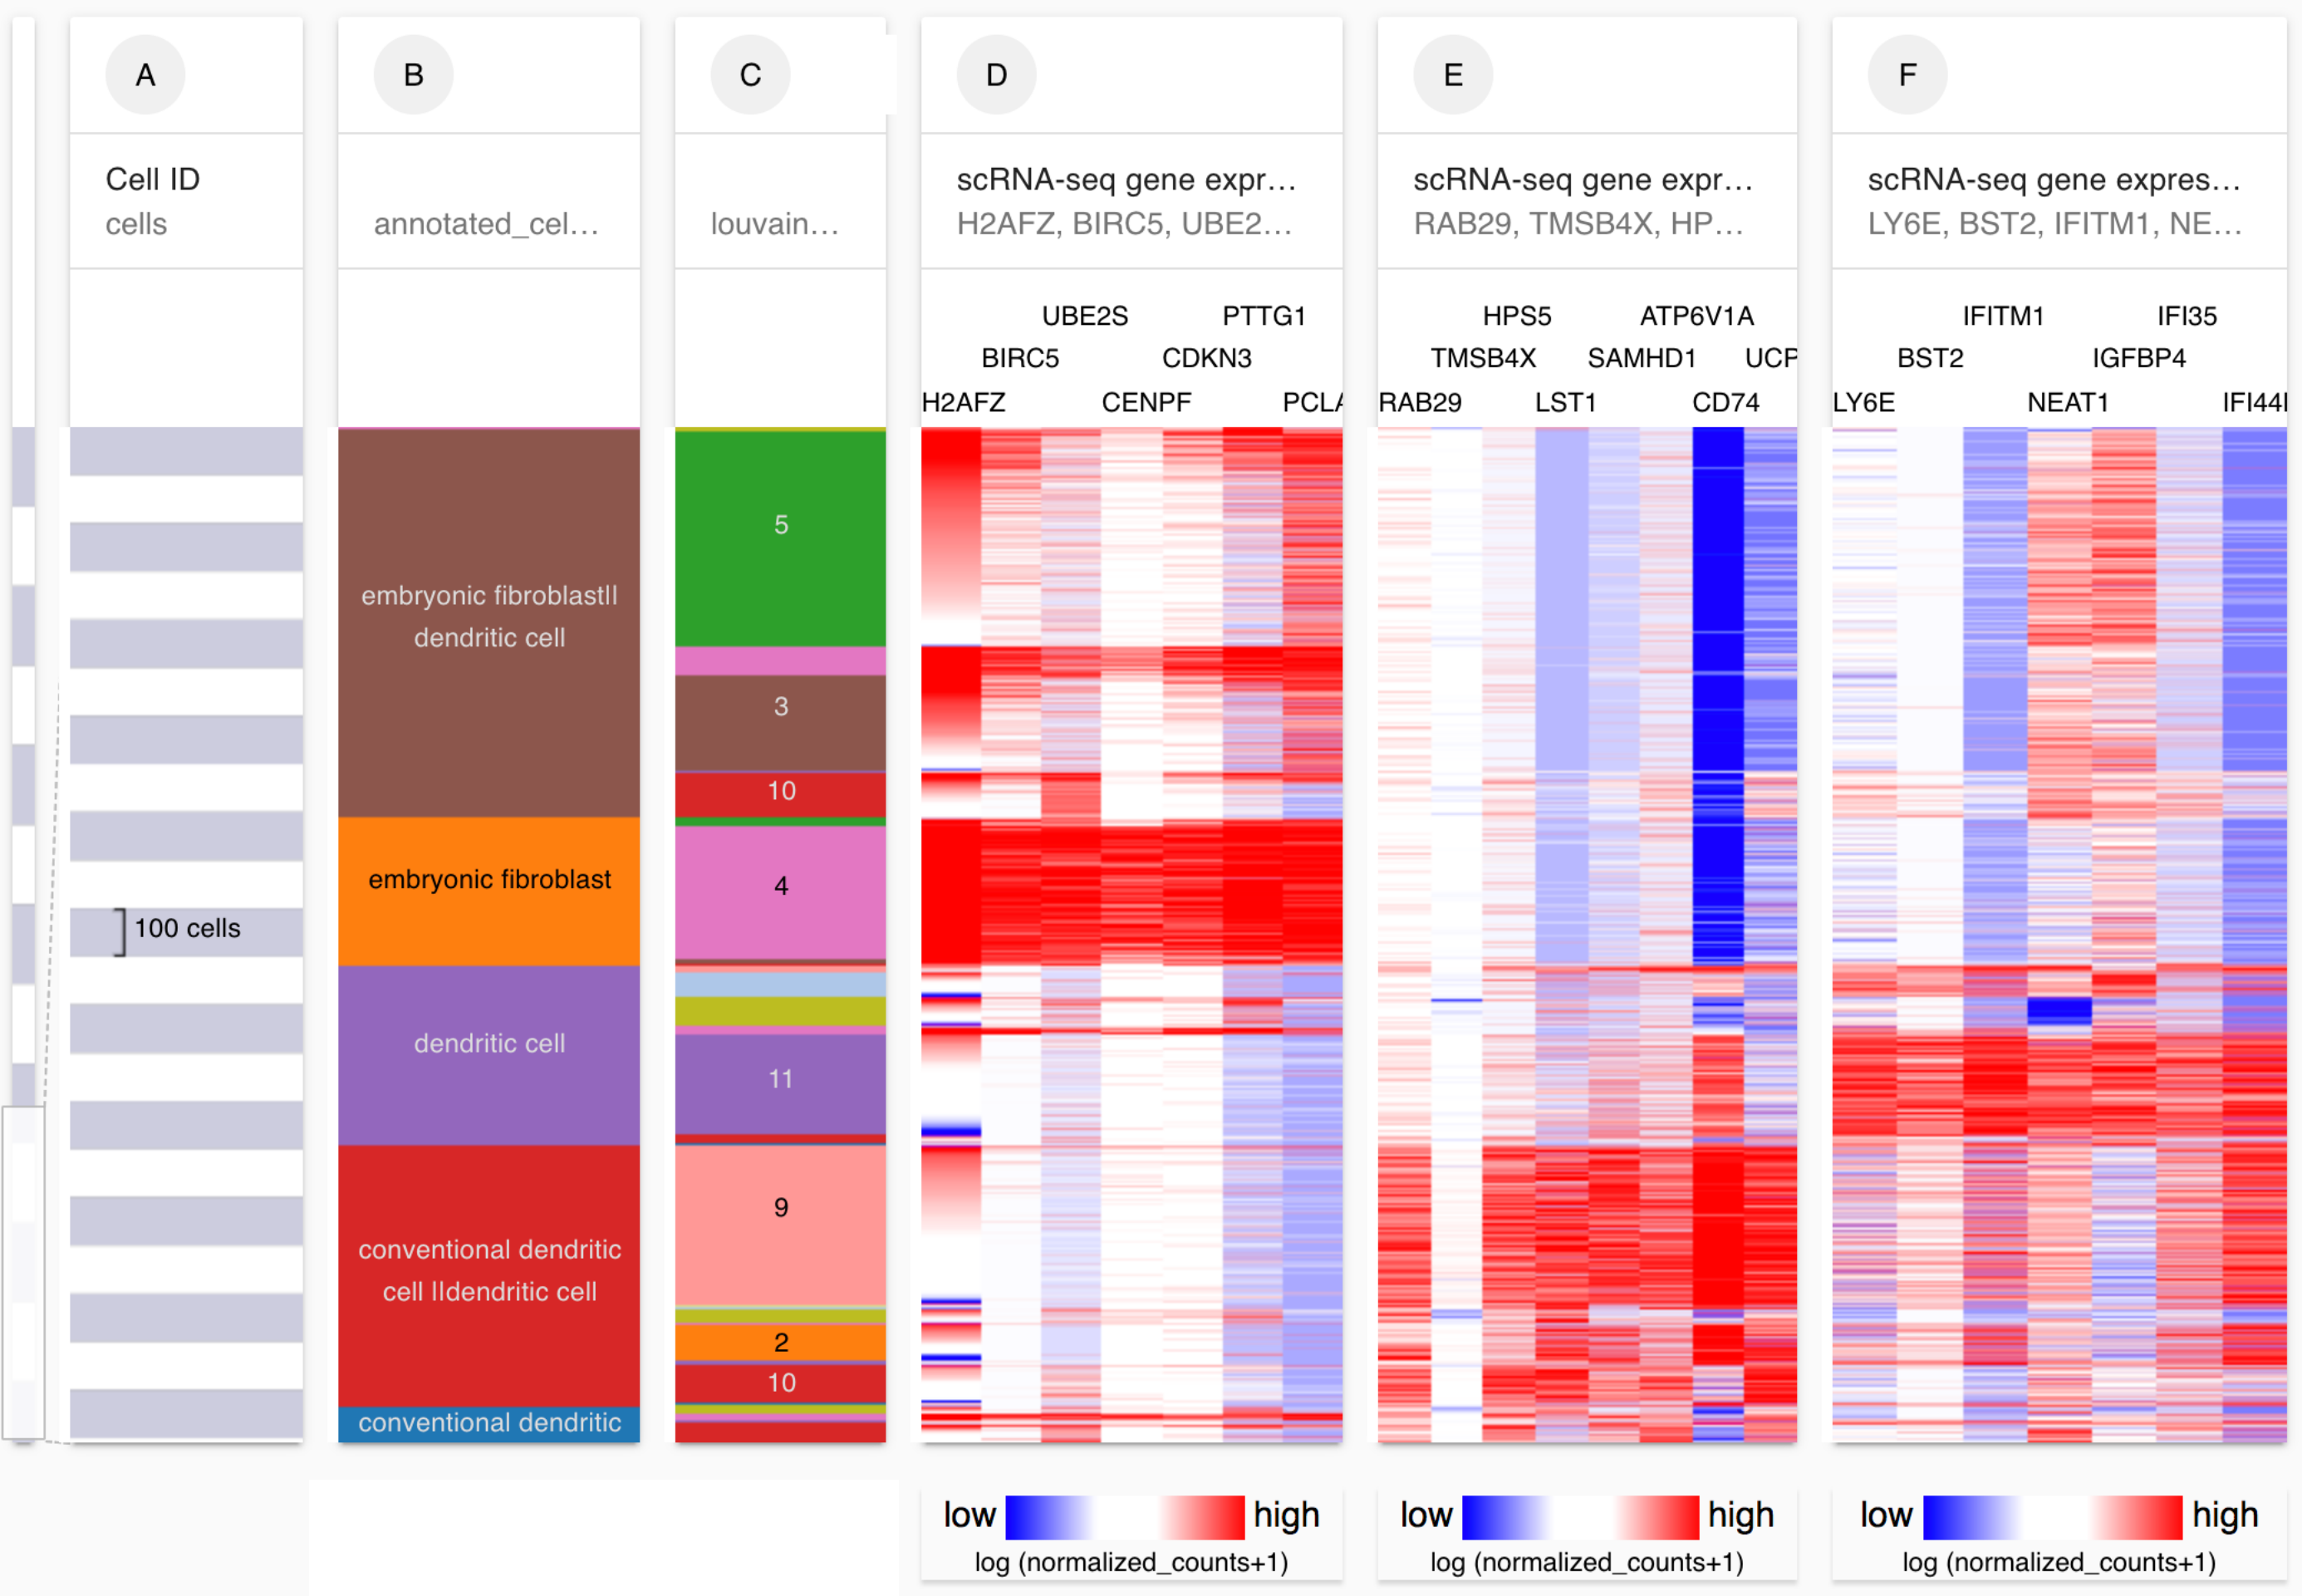 A
B
C
D
E
F
Cell ID
cells
annotated_cel...
louvain...
scRNA-seq gene expr...
H2AFZ, BIRC5, UBE2...
scRNA-seq gene expr...
RAB29, TMSB4X, HP...
scRNA-seq gene expres...
LY6E, BST2, IFITM1, NE...
UBE2S
PTTG1
BIRC5
CDKN3
H2AFZ
CENPF
PCLA
HPS5
ATP6V1A
TMSB4X
SAMHD1
UCP
RAB29
LST1
CD74
IFITM1
IFI35
BST2
IGFBP4
LY6E
NEAT1
IFI44
100 cells
embryonic fibroblast||
dendritic cell
embryonic fibroblast
dendritic cell
conventional dendritic
cell ||dendritic cell
conventional dendritic
5
3
10
4
11
9
2
10
low
high
log (normalized_counts+1)
low
high
log (normalized_counts+1)
low
high
log (normalized_counts+1)